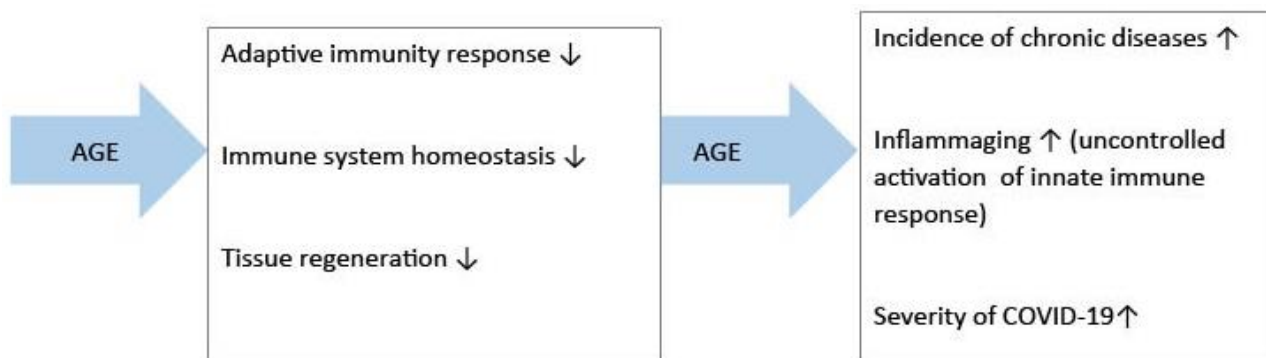 AGE
Adaptive immunity response ↓
Immune system homeostasis ↓
Tissue regeneration ↓
AGE
Incidence of chronic diseases ↑
Inflammaging ↑ (uncontrolled
activation of innate immune
response)
Severity of COVID-19↑